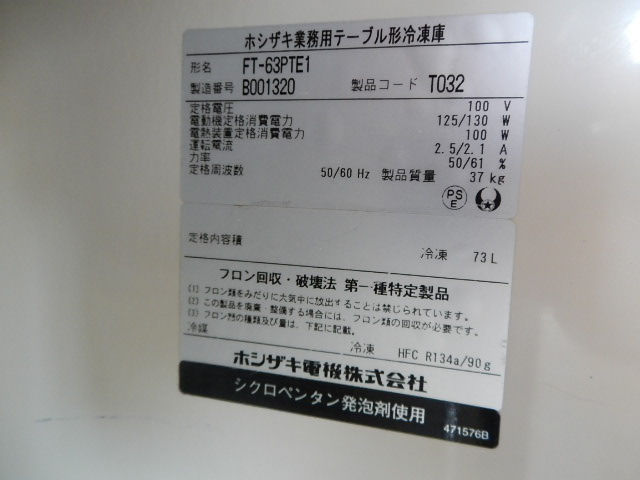 ホシザキ業務用テーブル形冷凍庫
形名 FT-63PTE1
製造番号 B001320 製品コード T032
定格電圧 100 V
電動機定格消費電力 125/130 W
電熱装置定格消費電力 100 W
運転電流 2.5/2.1 A
力率 50/61 %
定格周波数 50/60 Hz 製品質量 37 kg
PS E
定格内容積 冷凍 73 L
フロン回収・破壊法 第一種特定製品
(1) フロン類をみだりに大気中に放出することは禁じられています。
(2) この製品を廃棄・整備する場合には、フロン類の回収が必要です。
(3) フロン類の種類及び量は、下記に記載。
冷媒 冷凍 HFC R134a/90g
ホシザキ電機株式会社
シクロペンタン発泡剤使用
471576B